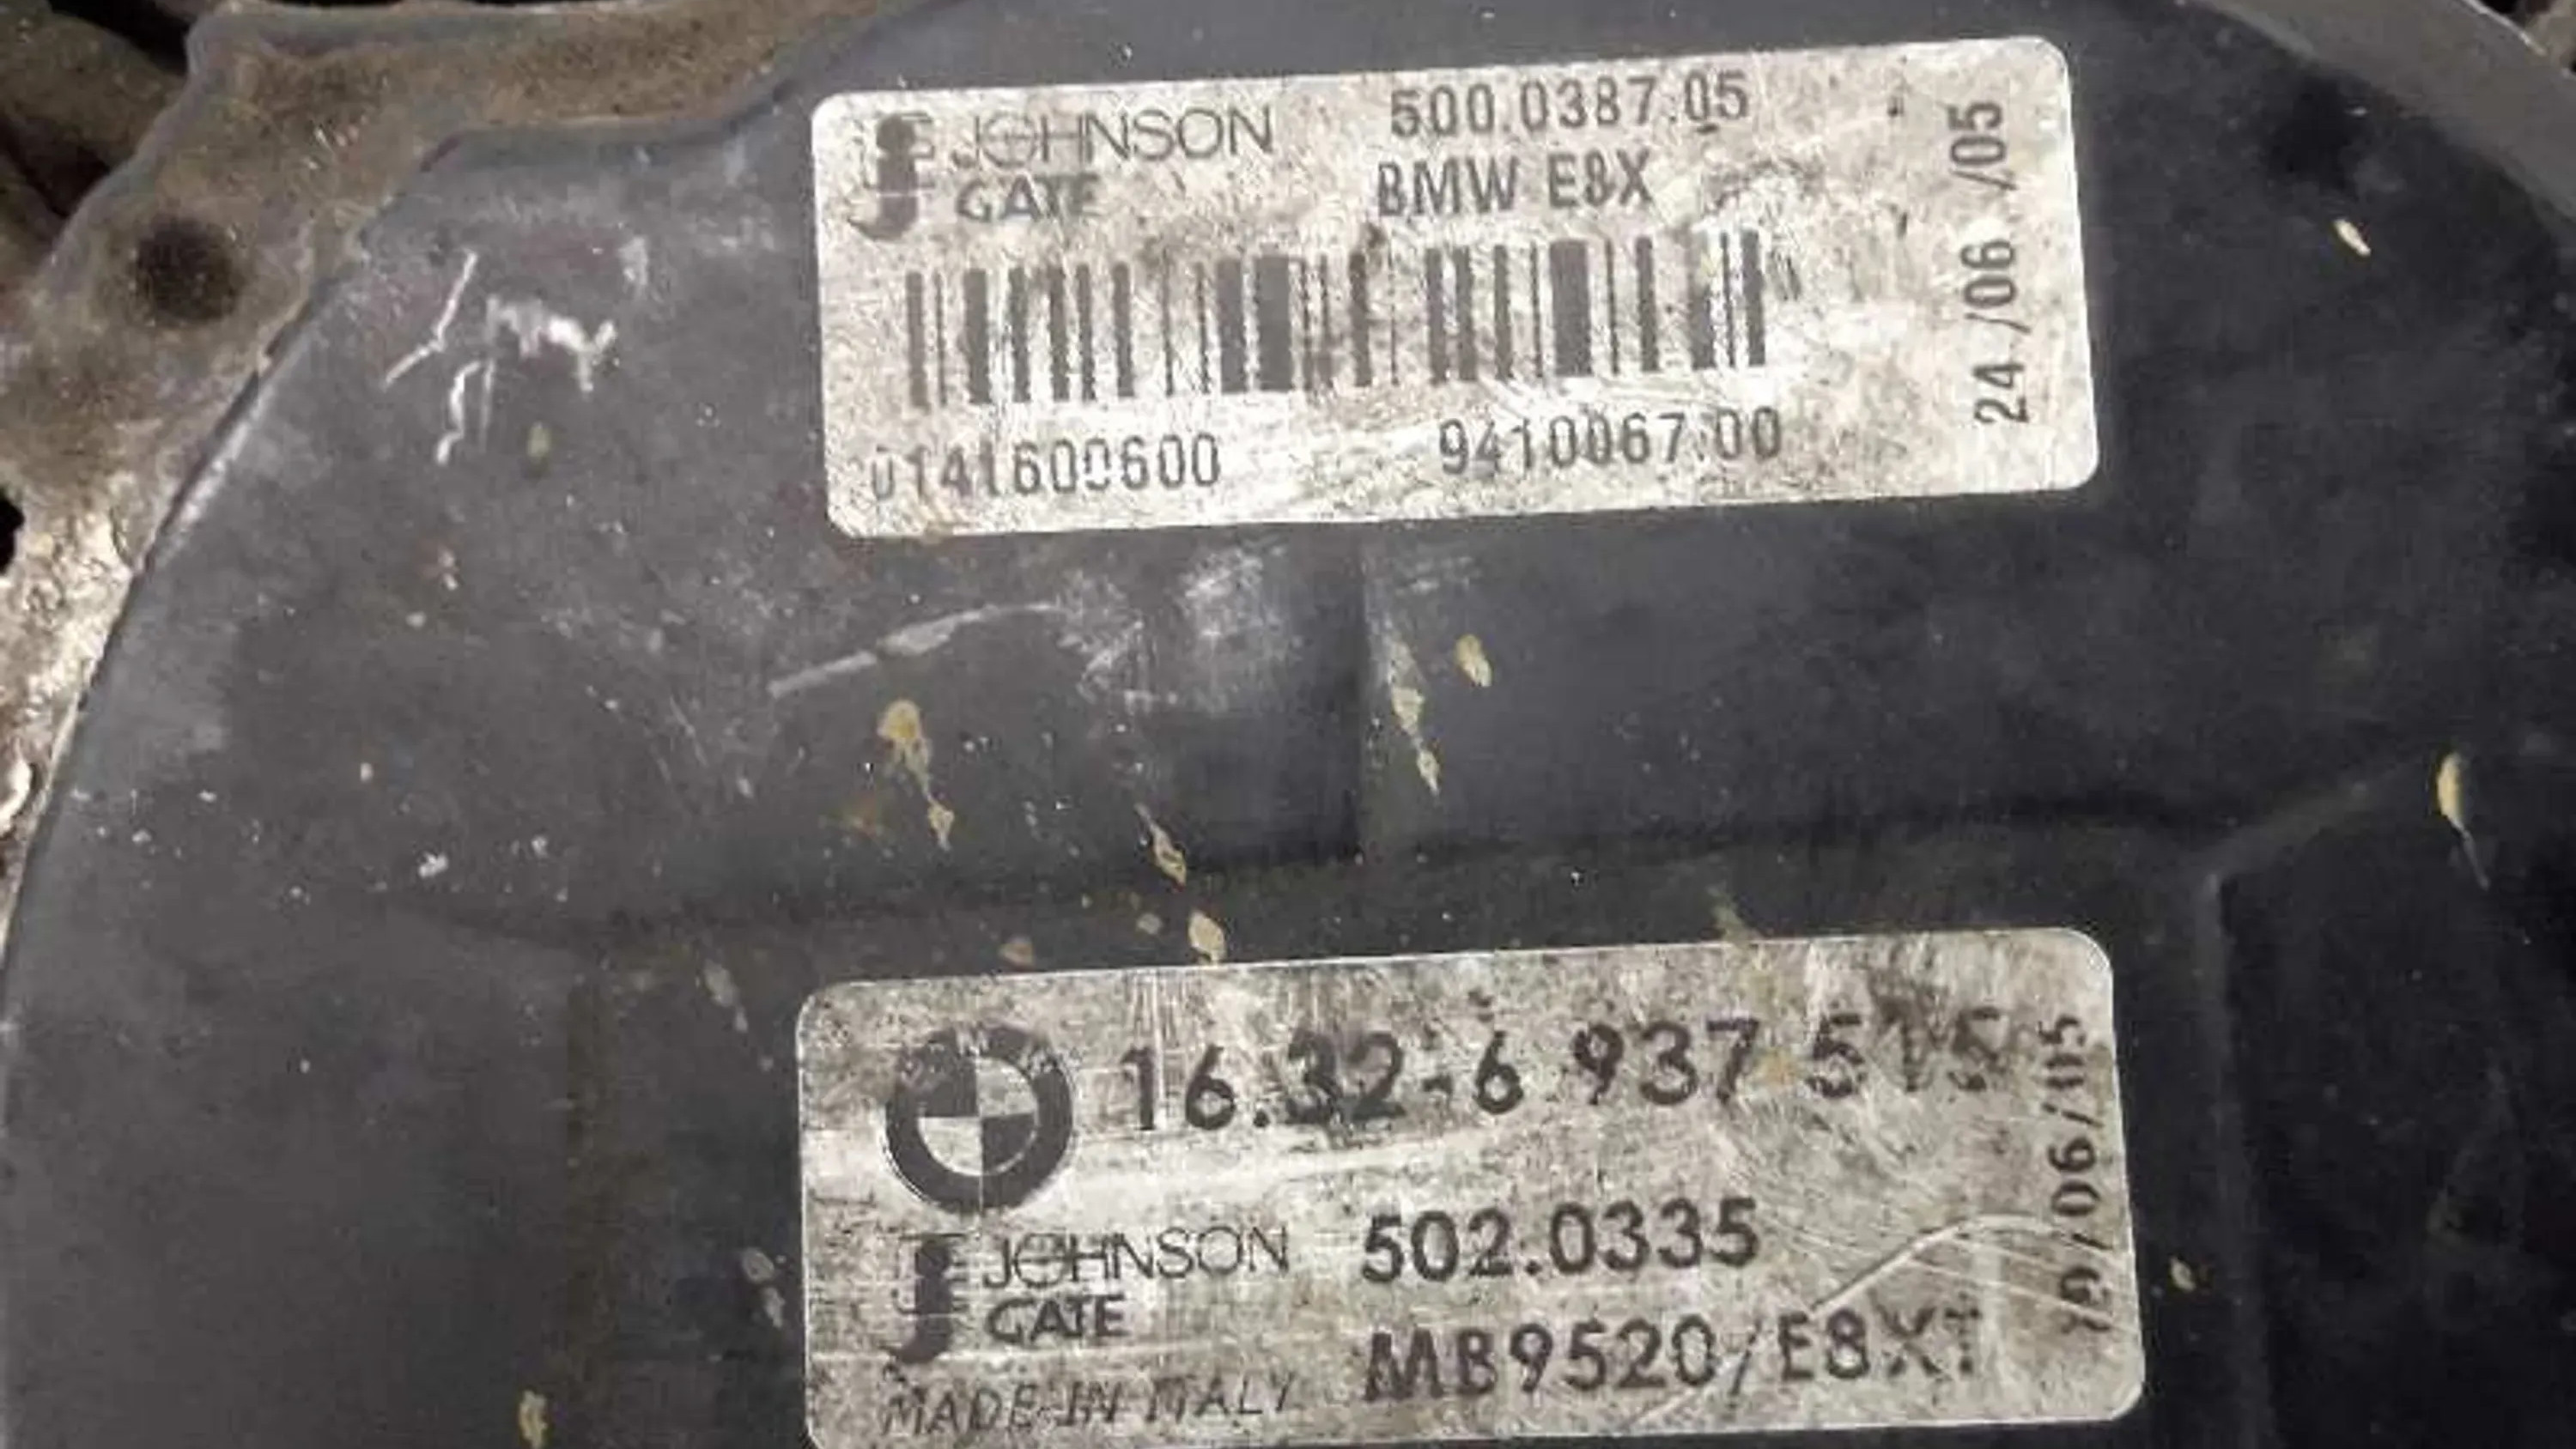 JOHNSON
GATE
500.0387.05
BMW E8X
24/06/05
0141600600
9410067.00
16.32-6 937 515
JOHNSON
GATE
502.0335
MB9520/E8X
MADE IN ITALY